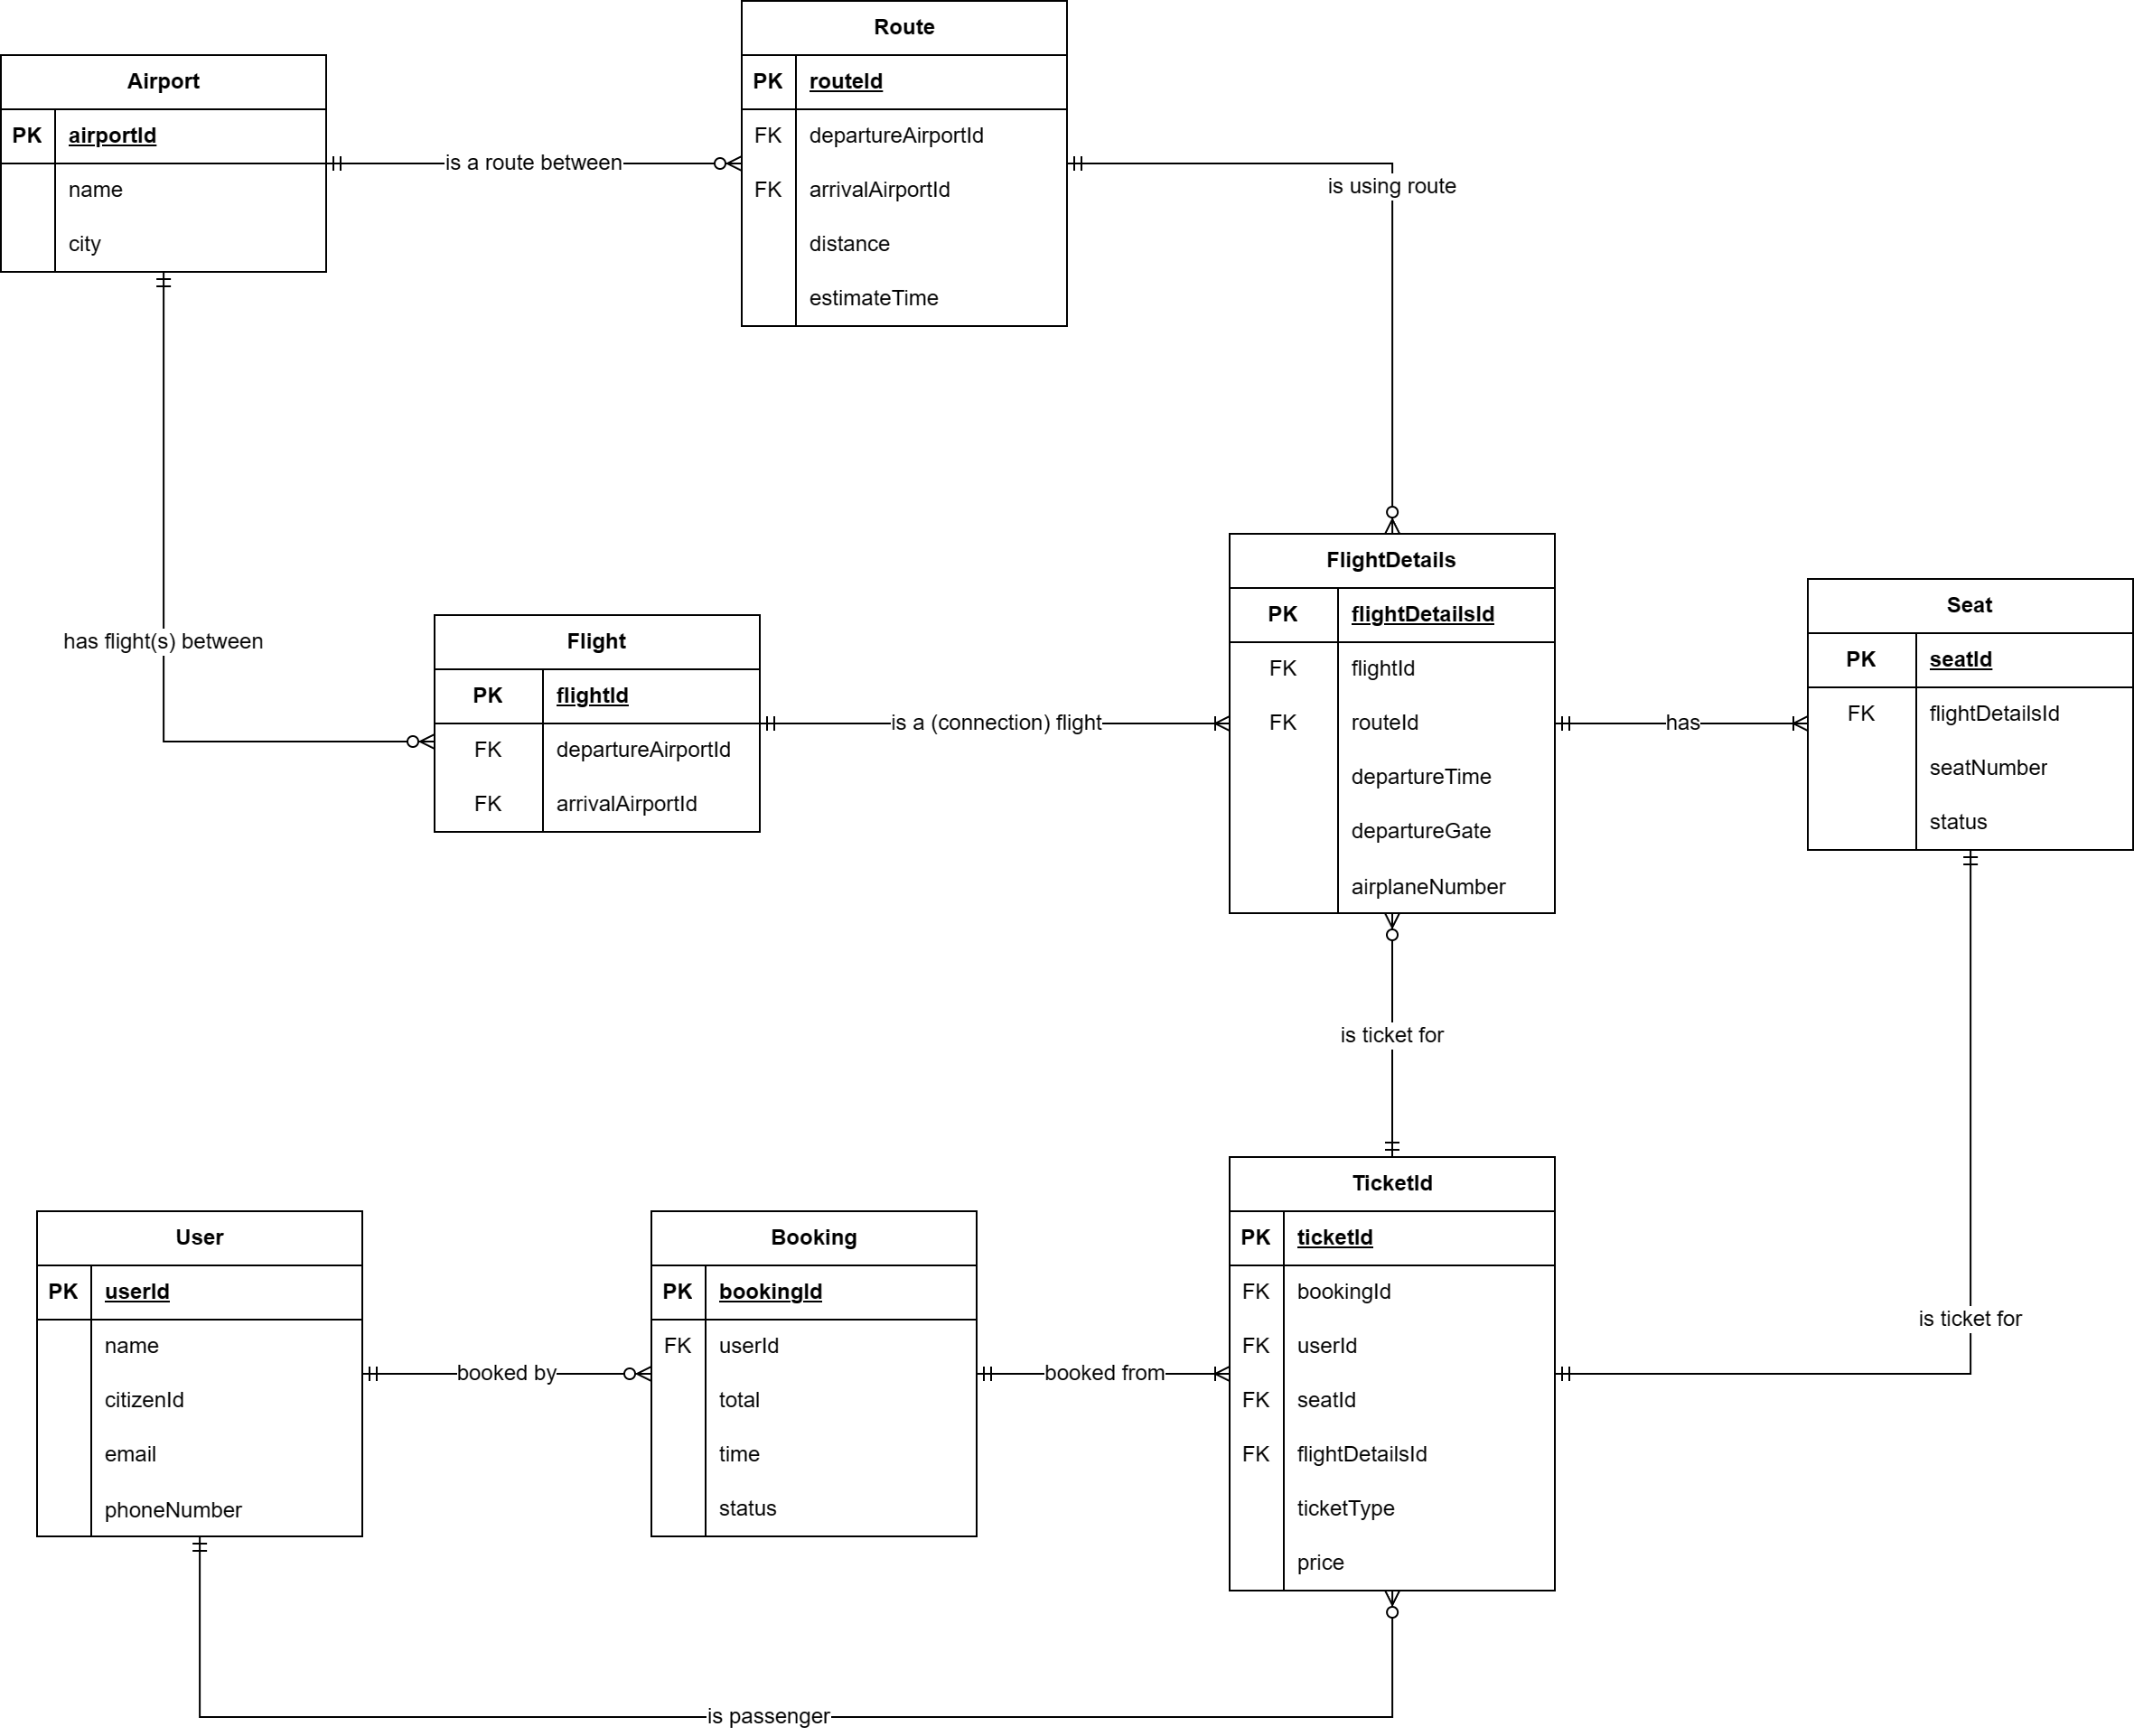 Route
PK routeId
FK departureAirportId
FK arrivalAirportId
distance
estimateTime
Airport
PK airportId
name
city
is a route between
is using route
has flight(s) between
Flight
PK flightId
FK departureAirportId
FK arrivalAirportId
is a (connection) flight
FlightDetails
PK flightDetailsId
FK flightId
FK routeId
departureTime
departureGate
airplaneNumber
has
Seat
PK seatId
FK flightDetailsId
seatNumber
status
is ticket for
is ticket for
User
PK userId
name
citizenId
email
phoneNumber
booked by
Booking
PK bookingId
FK userId
total
time
status
booked from
TicketId
PK ticketId
FK bookingId
FK userId
FK seatId
FK flightDetailsId
ticketType
price
is passenger